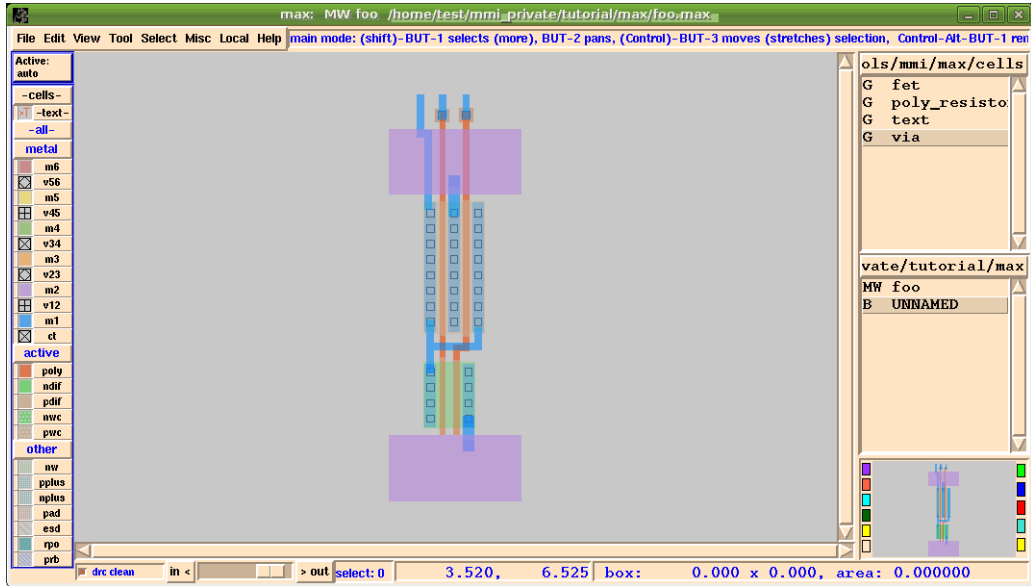 max: MW foo /home/test/mmi_private/tutorial/max/foo.max
File Edit View Tool Select Misc Local Help main mode: (shift)-BUT-1 selects (more), BUT-2 pans, (Control)-BUT-3 moves (stretches) selection, Control-Alt-BUT-1 ren
Active:
auto
-cells-
>T -text-
-all-
metal
m6
v56
m5
v45
m4
v34
m3
v23
m2
v12
m1
ct
active
poly
ndif
pdif
nwc
pwc
other
nw
pplus
nplus
pad
esd
rpo
prb
ols/mmi/max/cells
G fet
G poly_resisto
G text
G via
vate/tutorial/max
MW foo
B UNNAMED
drc clean in < > out select: 0 3.520, 6.525 box: 0.000 x 0.000, area: 0.000000